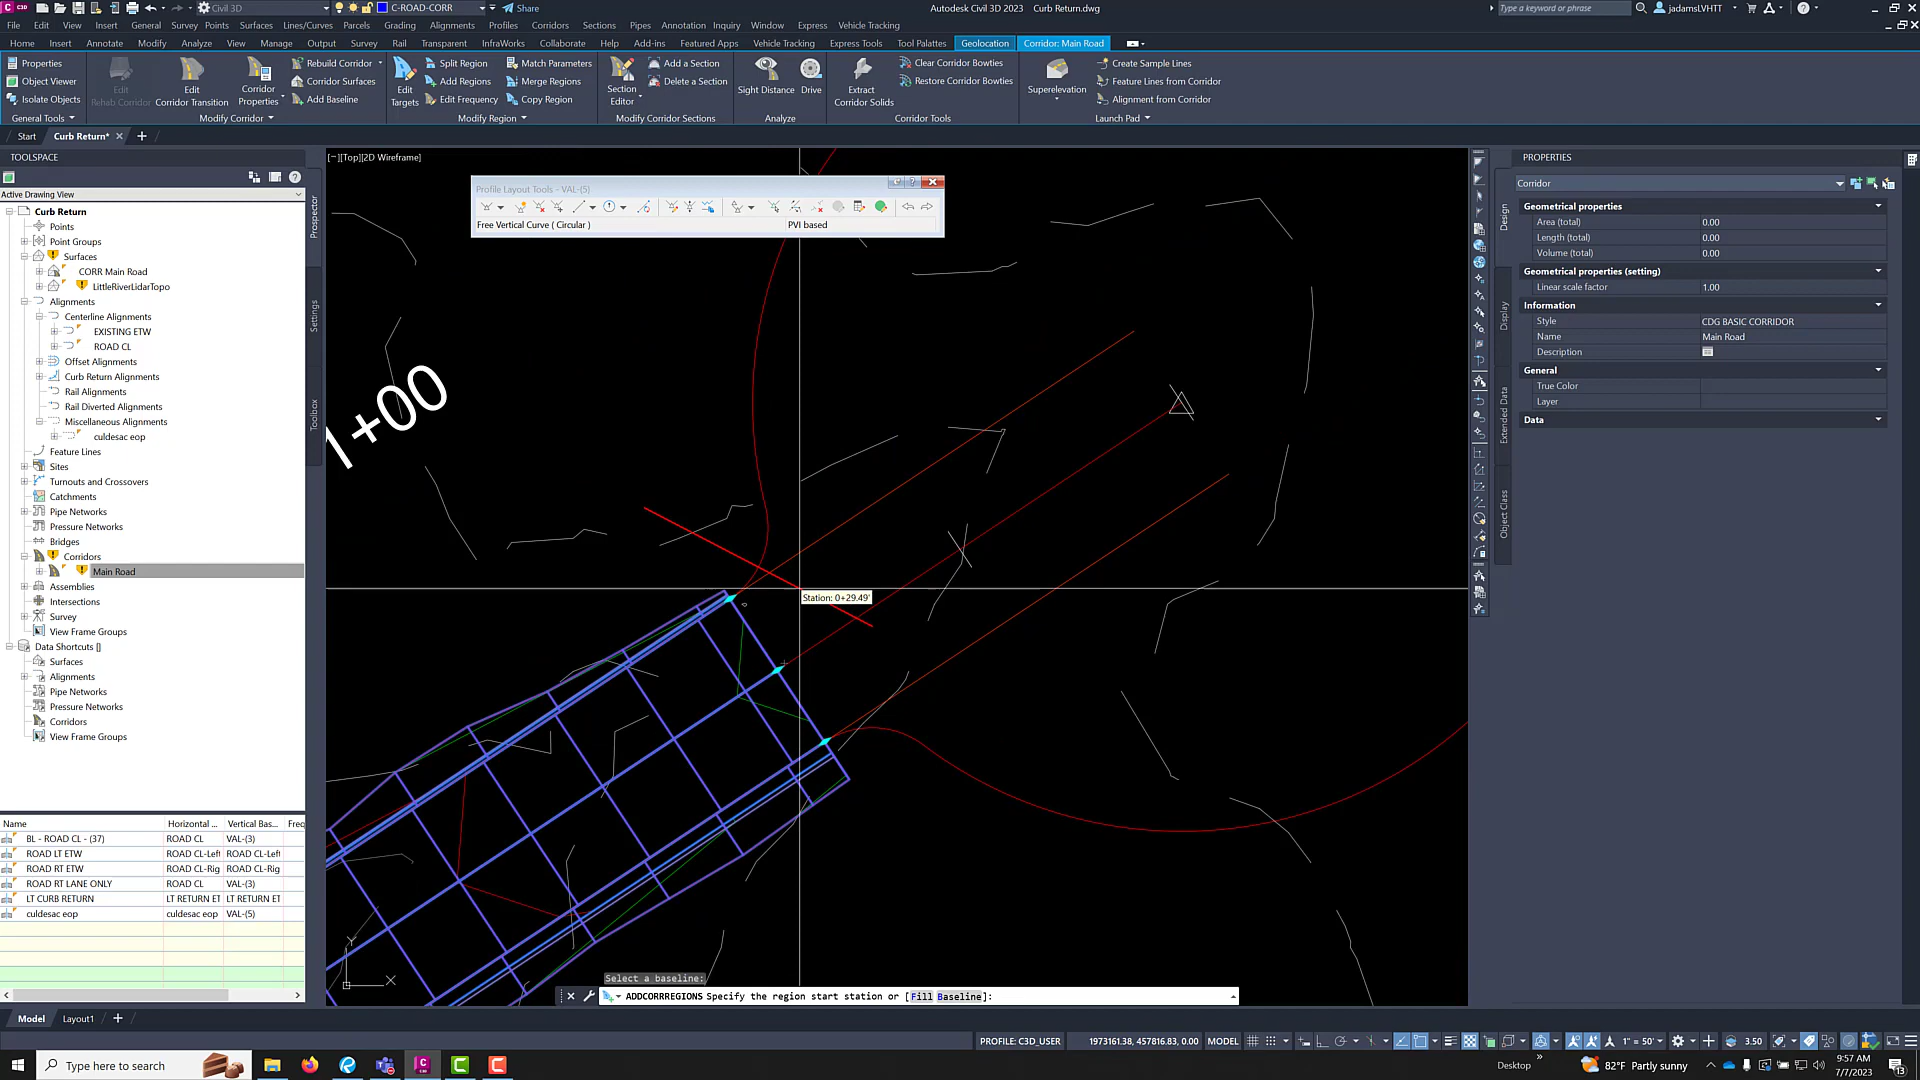 Civil 3D
C-ROAD-CORR
Share
Autodesk Civil 3D 2023 Curb Return.dwg
Type a keyword or phrase
jadamsLVHTT
File Edit View Insert General Survey Points Surfaces Lines/Curves Parcels Grading Alignments Profiles Corridors Sections Pipes Annotation Inquiry Window Express Vehicle Tracking
Home Insert Annotate Modify Analyze View Manage Output Survey Rail Transparent InfraWorks Collaborate Help Add-ins Featured Apps Vehicle Tracking Express Tools Tool Palettes Geolocation Corridor: Main Road
Properties
Object Viewer
Isolate Objects
General Tools
Edit Rehab Corridor
Edit Corridor Transition
Corridor Properties
Rebuild Corridor
Corridor Surfaces
Add Baseline
Modify Corridor
Edit Targets
Split Region
Add Regions
Edit Frequency
Match Parameters
Merge Regions
Copy Region
Modify Region
Section Editor
Add a Section
Delete a Section
Modify Corridor Sections
Sight Distance
Drive
Analyze
Extract Corridor Solids
Clear Corridor Bowties
Restore Corridor Bowties
Corridor Tools
Superelevation
Create Sample Lines
Feature Lines from Corridor
Alignment from Corridor
Launch Pad
Start
Curb Return*
TOOLSPACE
Active Drawing View
Curb Return
Points
Point Groups
Surfaces
CORR Main Road
LittleRiverLidarTopo
Alignments
Centerline Alignments
EXISTING ETW
ROAD CL
Offset Alignments
Curb Return Alignments
Rail Alignments
Rail Diverted Alignments
Miscellaneous Alignments
culdesac eop
Feature Lines
Sites
Turnouts and Crossovers
Catchments
Pipe Networks
Pressure Networks
Bridges
Corridors
Main Road
Assemblies
Intersections
Survey
View Frame Groups
Data Shortcuts []
Surfaces
Alignments
Pipe Networks
Pressure Networks
Corridors
View Frame Groups
Prospector
Settings
Toolbox
Name Horizontal ... Vertical Bas... Freq
BL - ROAD CL - (37) ROAD CL VAL-(3)
ROAD LT ETW ROAD CL-Left ROAD CL-Left
ROAD RT ETW ROAD CL-Rig ROAD CL-Rig
ROAD RT LANE ONLY ROAD CL VAL-(3)
LT CURB RETURN LT RETURN ET LT RETURN ET
culdesac eop culdesac eop VAL-(5)
[−][Top][2D Wireframe]
Profile Layout Tools - VAL-(5)
Free Vertical Curve ( Circular )
PVI based
1+00
Station: 0+29.49'
Y
X
Select a baseline:
ADDCORRREGIONS Specify the region start station or [Fill Baseline]:
PROPERTIES
Corridor
Geometrical properties
Area (total) 0.00
Length (total) 0.00
Volume (total) 0.00
Geometrical properties (setting)
Linear scale factor 1.00
Information
Style CDG BASIC CORRIDOR
Name Main Road
Description
General
True Color
Layer
Data
Design
Display
Extended Data
Object Class
Model
Layout1
PROFILE: C3D_USER
1973161.38, 457816.83, 0.00
MODEL
1" = 50'
3.50
Type here to search
Desktop
82°F Partly sunny
9:57 AM
7/7/2023
13